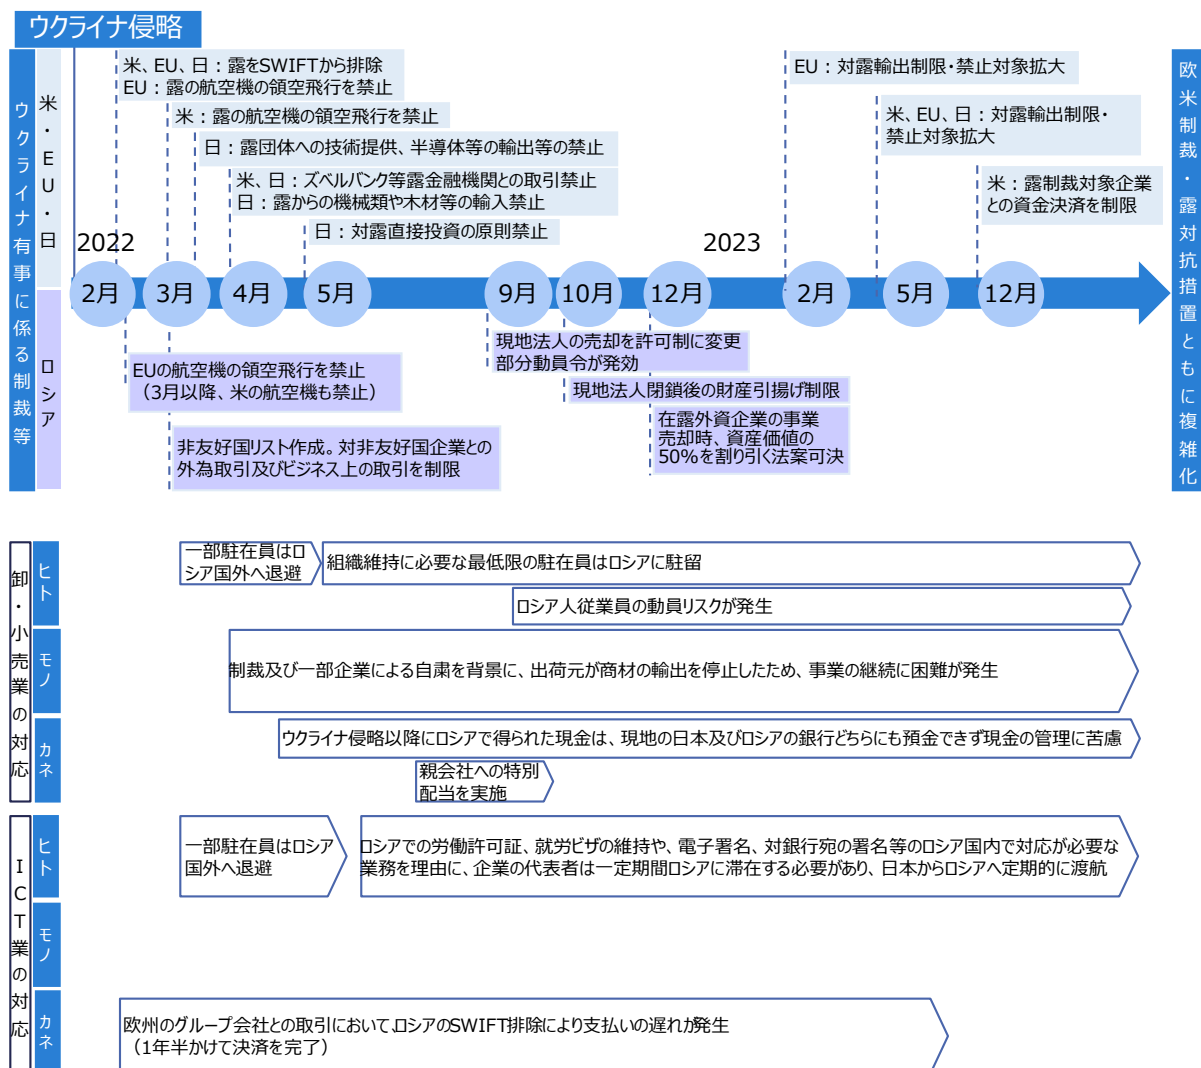 ウクライナ侵略
ウクライナ有事に係る制裁等
米・EU・日
米、EU、日：露をSWIFTから排除
EU：露の航空機の領空飛行を禁止
米：露の航空機の領空飛行を禁止
日：露団体への技術提供、半導体等の輸出等の禁止
米、日：ズベルバンク等露金融機関との取引禁止
日：露からの機械類や木材等の輸入禁止
日：対露直接投資の原則禁止
EU：対露輸出制限・禁止対象拡大
米、EU、日：対露輸出制限・
禁止対象拡大
米：露制裁対象企業
との資金決済を制限
欧米制裁・露対抗措置ともに複雑化
2022
2023
2月
3月
4月
5月
9月
10月
12月
2月
5月
12月
ロシア
EUの航空機の領空飛行を禁止
（3月以降、米の航空機も禁止）
非友好国リスト作成。対非友好国企業との
外為取引及びビジネス上の取引を制限
現地法人の売却を許可制に変更
部分動員令が発効
現地法人閉鎖後の財産引揚げ制限
在露外資企業の事業
売却時、資産価値の
50%を割り引く法案可決
卸・小売業の対応
ヒト
一部駐在員はロ
シア国外へ退避
組織維持に必要な最低限の駐在員はロシアに駐留
ロシア人従業員の動員リスクが発生
モノ
制裁及び一部企業による自粛を背景に、出荷元が商材の輸出を停止したため、事業の継続に困難が発生
カネ
ウクライナ侵略以降にロシアで得られた現金は、現地の日本及びロシアの銀行どちらにも預金できず現金の管理に苦慮
親会社への特別
配当を実施
ICT業の対応
ヒト
一部駐在員はロシア
国外へ退避
ロシアでの労働許可証、就労ビザの維持や、電子署名、対銀行宛の署名等のロシア国内で対応が必要な
業務を理由に、企業の代表者は一定期間ロシアに滞在する必要があり、日本からロシアへ定期的に渡航
モノ
カネ
欧州のグループ会社との取引において、ロシアのSWIFT排除により支払いの遅れが発生
（1年半かけて決済を完了）